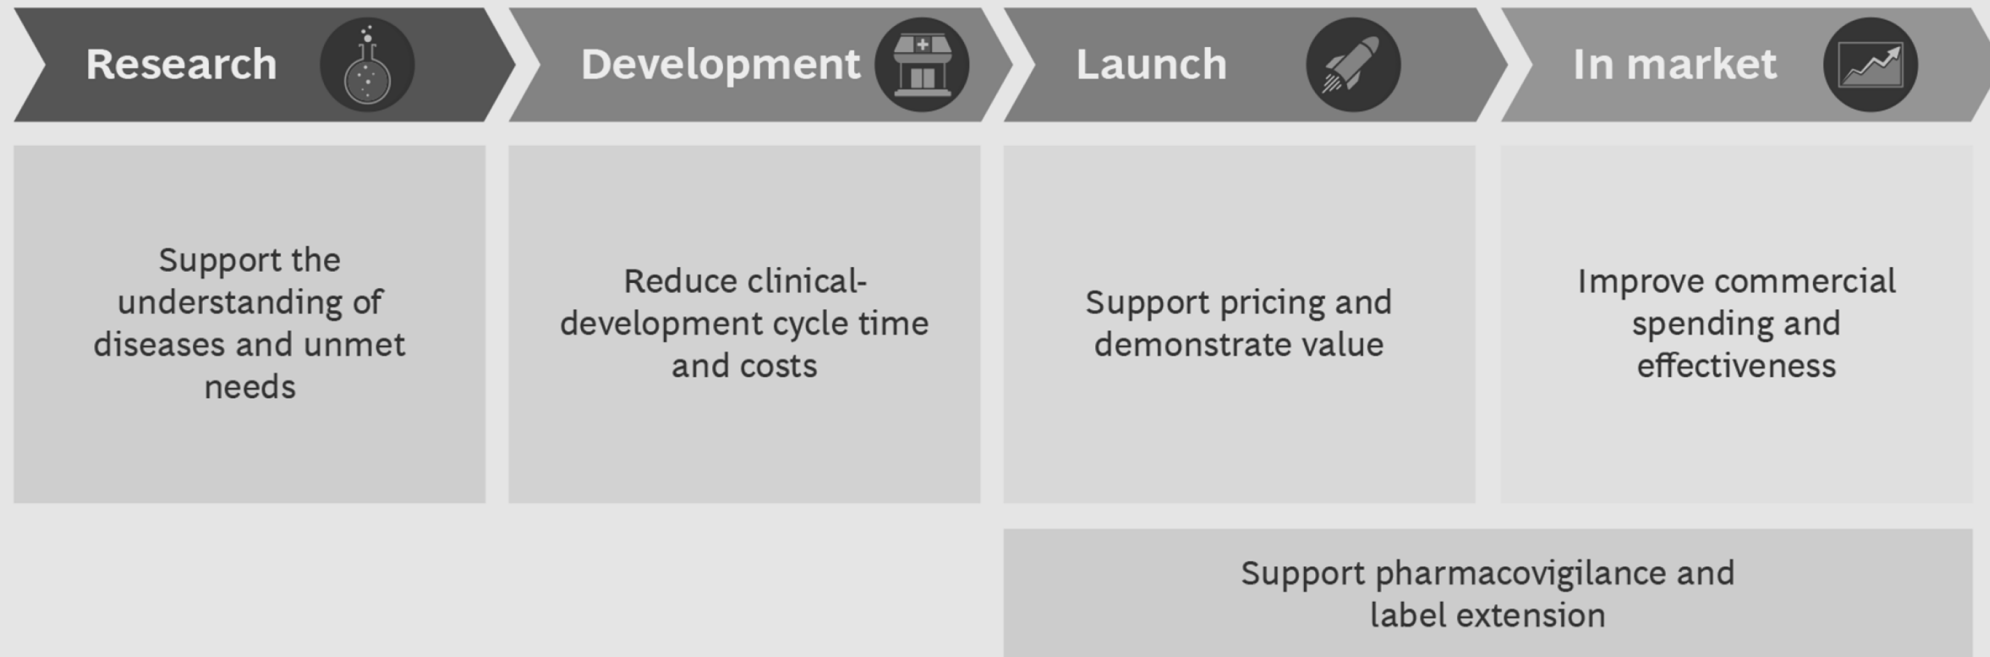 Research
Development
Launch
In market
Support the
understanding of
diseases and unmet
needs
Reduce clinical-
development cycle time
and costs
Support pricing and
demonstrate value
Improve commercial
spending and
effectiveness
Support pharmacovigilance and
label extension